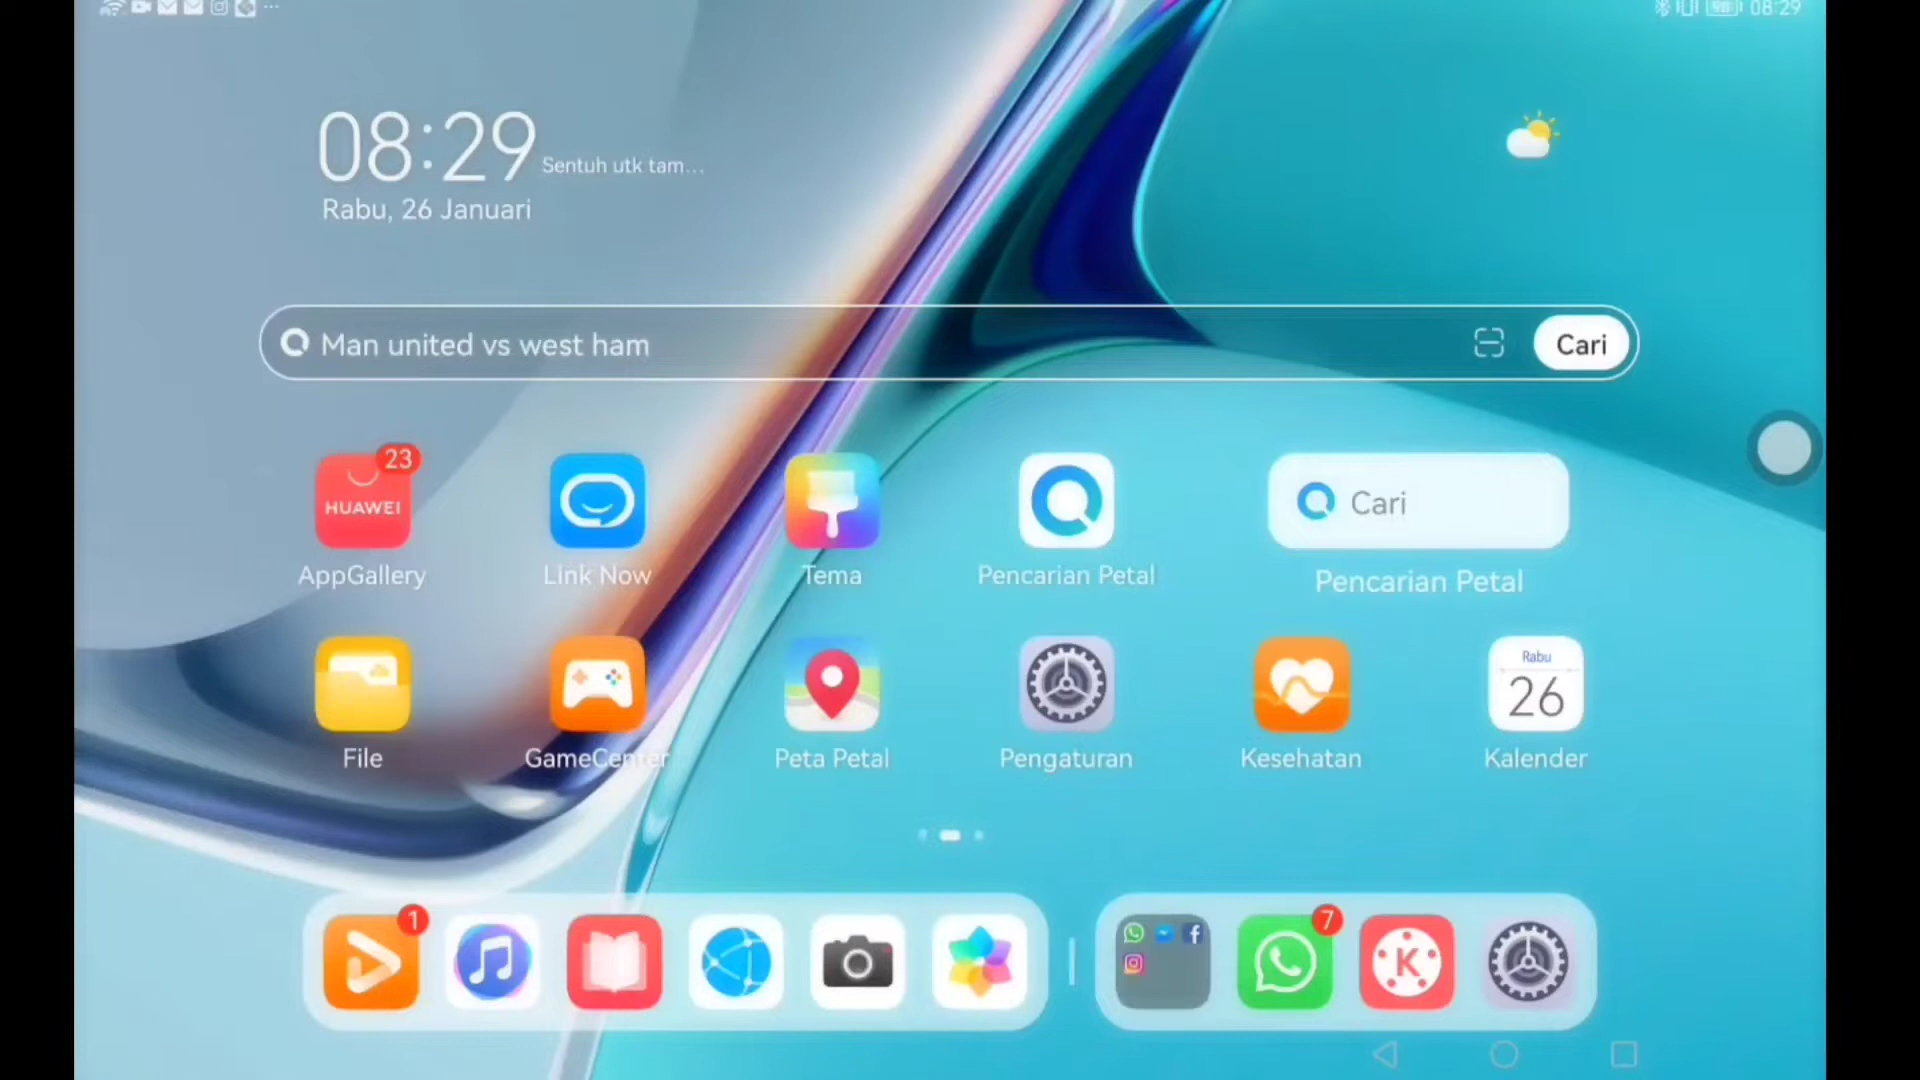 98 08:29
08:29 Sentuh utk tam...
Rabu, 26 Januari
Man united vs west ham Cari
23
HUAWEI
Cari
AppGallery Link Now Tema Pencarian Petal Pencarian Petal
Rabu
26
File GameCenter Peta Petal Pengaturan Kesehatan Kalender
1 7
K